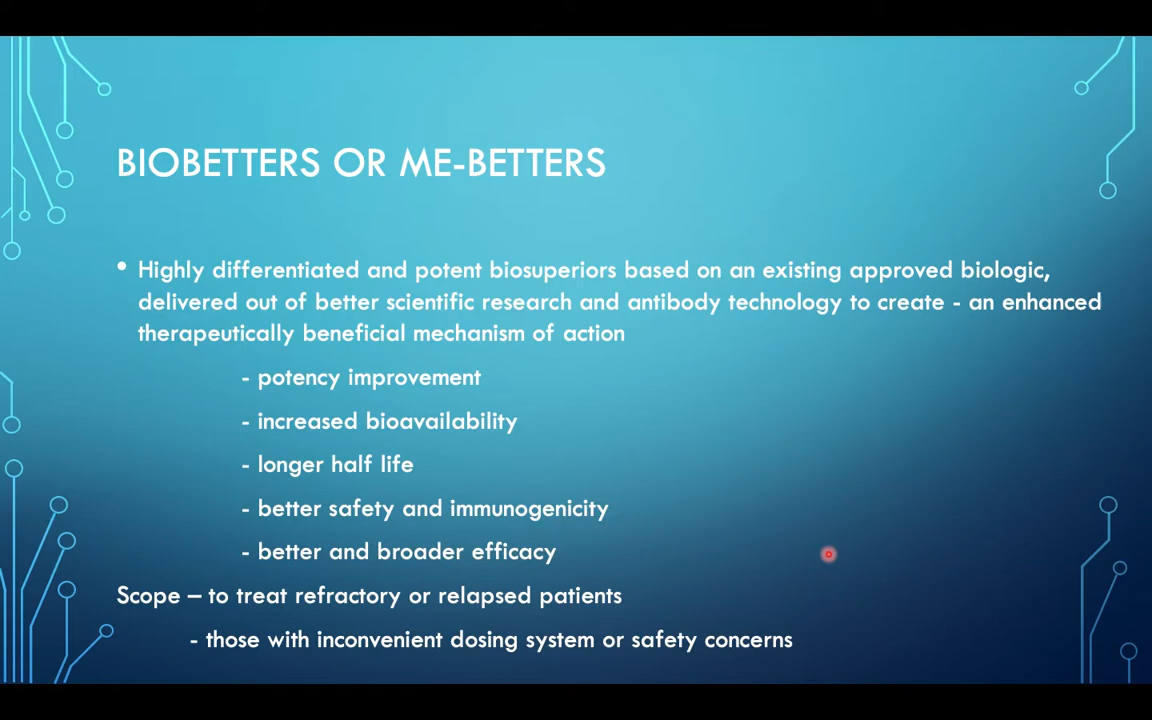 BIOBETTERS OR ME-BETTERS
• Highly differentiated and potent biosuperiors based on an existing approved biologic,
delivered out of better scientific research and antibody technology to create - an enhanced
therapeutically beneficial mechanism of action
- potency improvement
- increased bioavailability
- longer half life
- better safety and immunogenicity
- better and broader efficacy
Scope – to treat refractory or relapsed patients
- those with inconvenient dosing system or safety concerns